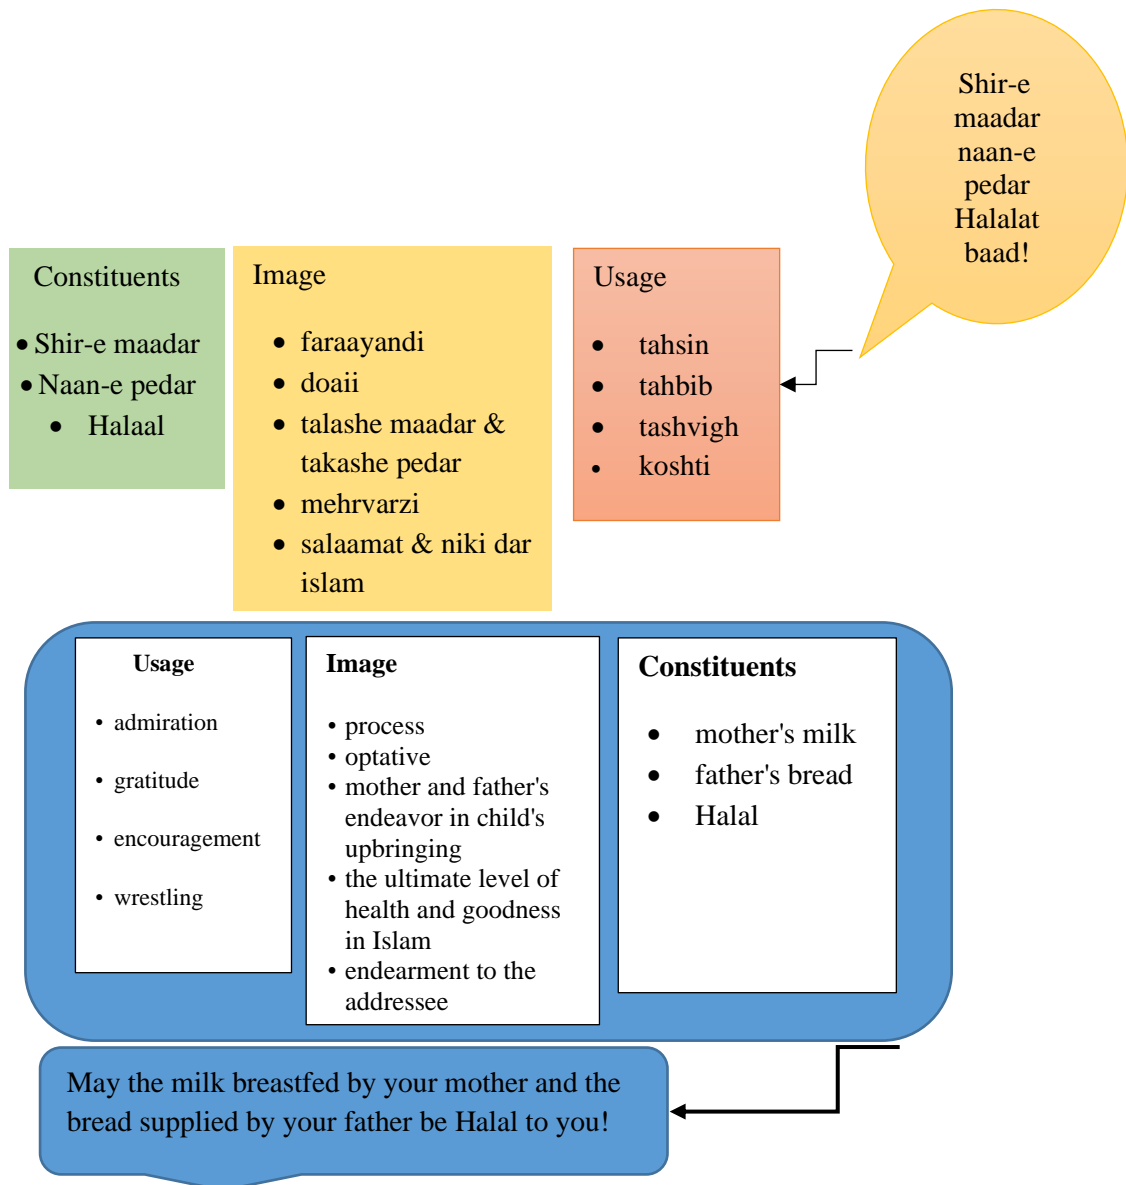 Shir-e
maadar
naan-e
pedar
Halalat
baad!
Constituents
• Shir-e maadar
• Naan-e pedar
• Halaal
Image
• faraayandi
• doaii
• talashe maadar &
takashe pedar
• mehrvarzi
• salaamat & niki dar
islam
Usage
• tahsin
• tahbib
• tashvigh
• koshti
Usage
• admiration
• gratitude
• encouragement
• wrestling
Image
• process
• optative
• mother and father's
endeavor in child's
upbringing
• the ultimate level of
health and goodness
in Islam
• endearment to the
addressee
Constituents
• mother's milk
• father's bread
• Halal
May the milk breastfed by your mother and the
bread supplied by your father be Halal to you!